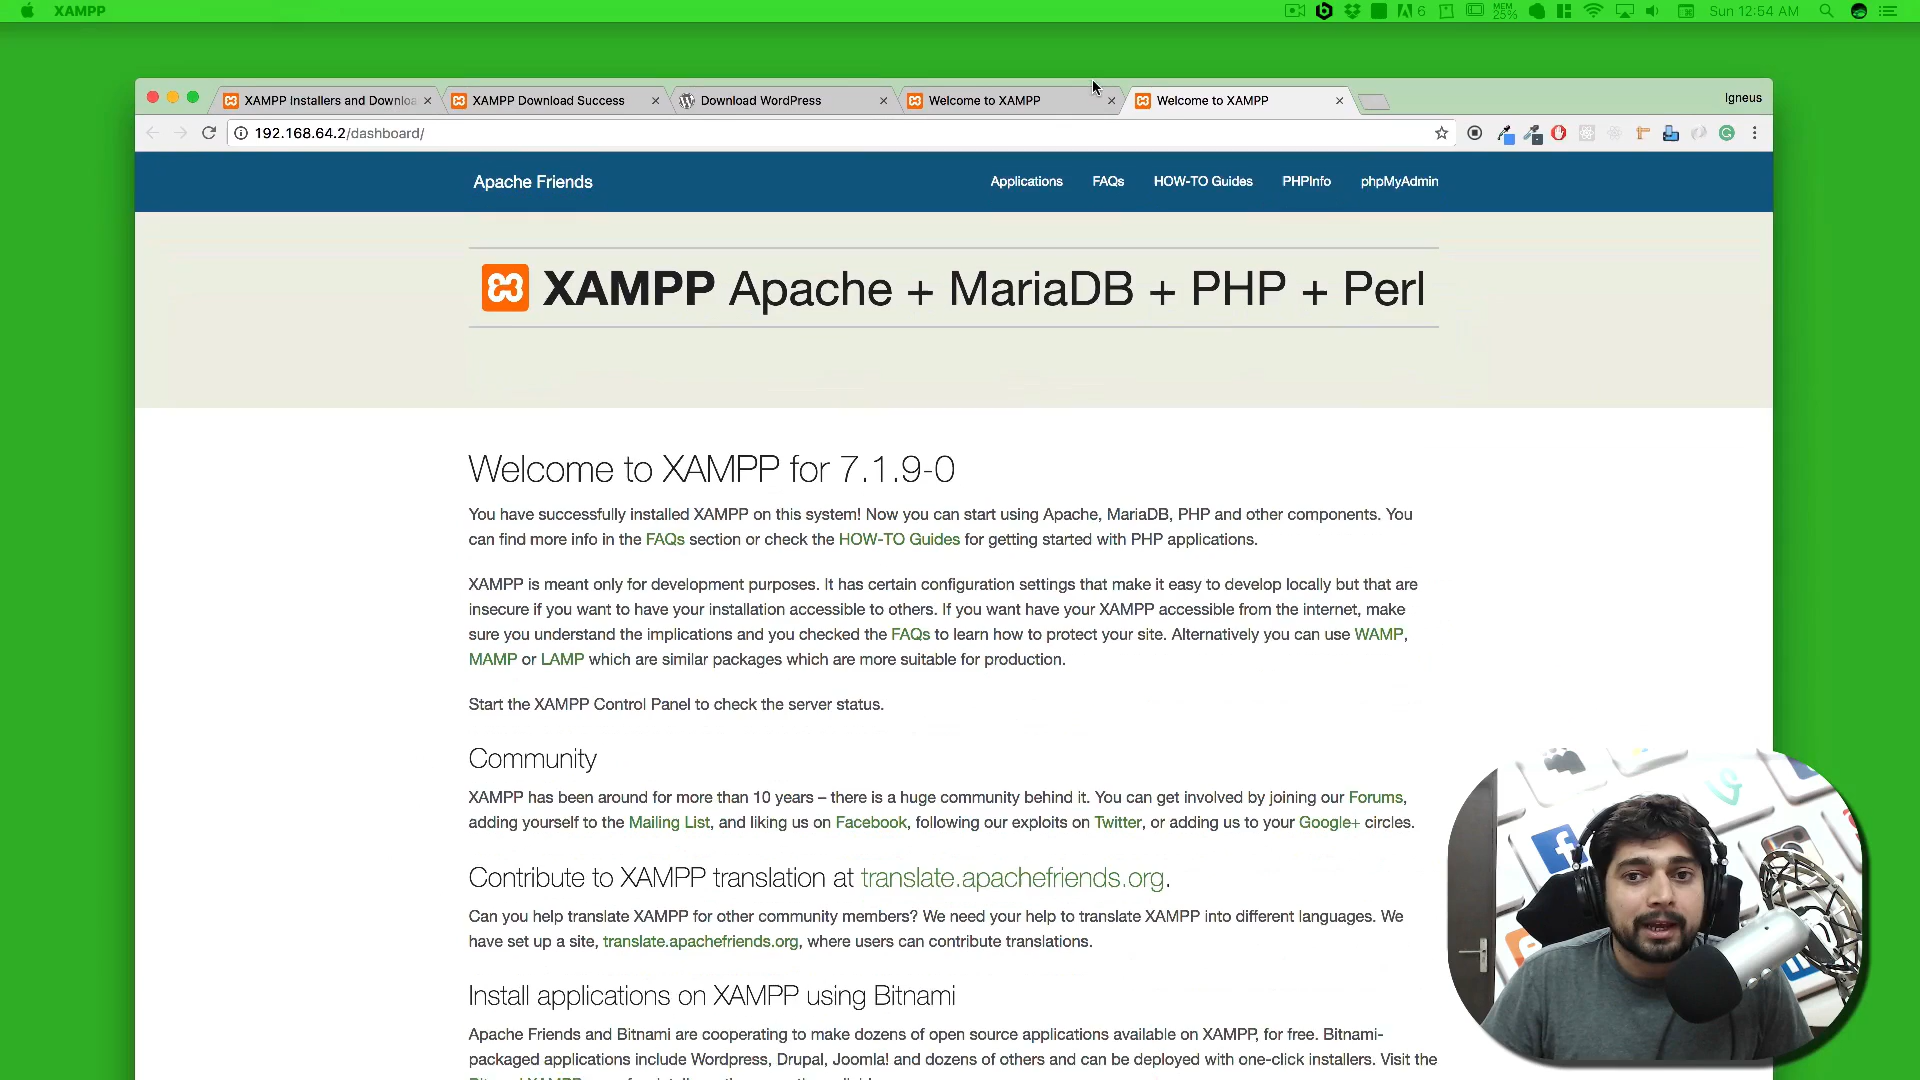 XAMPP
6
MEM
25%
Sun 12:54 AM
XAMPP Installers and Downloa
XAMPP Download Success
Download WordPress
Welcome to XAMPP
Welcome to XAMPP
Igneus
192.168.64.2/dashboard/
Apache Friends
Applications
FAQs
HOW-TO Guides
PHPInfo
phpMyAdmin
XAMPP Apache + MariaDB + PHP + Perl
Welcome to XAMPP for 7.1.9-0
You have successfully installed XAMPP on this system! Now you can start using Apache, MariaDB, PHP and other components. You
can find more info in the FAQs section or check the HOW-TO Guides for getting started with PHP applications.
XAMPP is meant only for development purposes. It has certain configuration settings that make it easy to develop locally but that are
insecure if you want to have your installation accessible to others. If you want have your XAMPP accessible from the internet, make
sure you understand the implications and you checked the FAQs to learn how to protect your site. Alternatively you can use WAMP,
MAMP or LAMP which are similar packages which are more suitable for production.
Start the XAMPP Control Panel to check the server status.
Community
XAMPP has been around for more than 10 years – there is a huge community behind it. You can get involved by joining our Forums,
adding yourself to the Mailing List, and liking us on Facebook, following our exploits on Twitter, or adding us to your Google+ circles.
Contribute to XAMPP translation at translate.apachefriends.org.
Can you help translate XAMPP for other community members? We need your help to translate XAMPP into different languages. We
have set up a site, translate.apachefriends.org, where users can contribute translations.
Install applications on XAMPP using Bitnami
Apache Friends and Bitnami are cooperating to make dozens of open source applications available on XAMPP, for free. Bitnami-
packaged applications include Wordpress, Drupal, Joomla! and dozens of others and can be deployed with one-click installers. Visit the